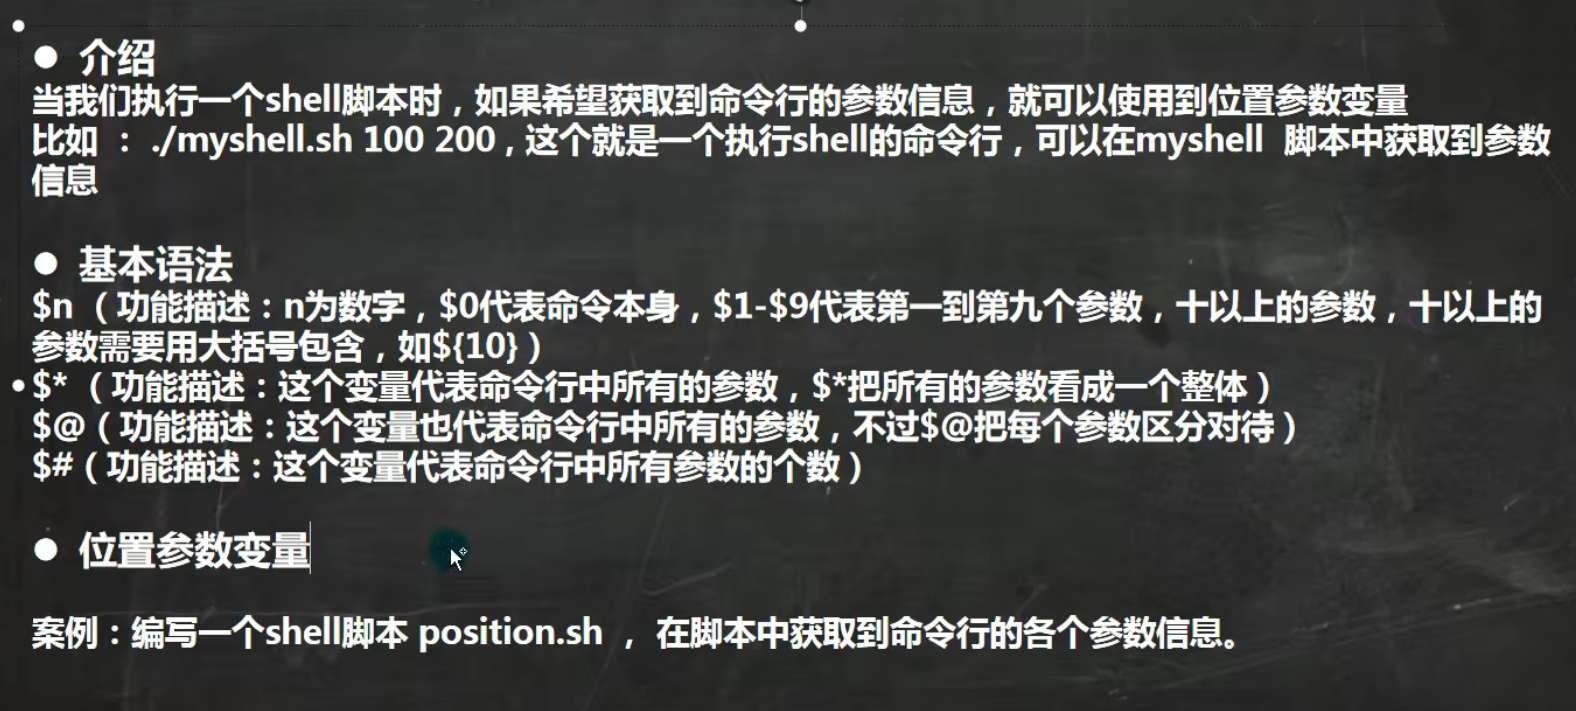 ● 介绍
当我们执行一个shell脚本时，如果希望获取到命令行的参数信息，就可以使用到位置参数变量
比如 ： ./myshell.sh 100 200，这个就是一个执行shell的命令行，可以在myshell 脚本中获取到参数
信息
● 基本语法
$n （功能描述：n为数字，$0代表命令本身，$1-$9代表第一到第九个参数，十以上的参数，十以上的
参数需要用大括号包含，如${10}）
$* （功能描述：这个变量代表命令行中所有的参数，$*把所有的参数看成一个整体）
$@（功能描述：这个变量也代表命令行中所有的参数，不过$@把每个参数区分对待）
$#（功能描述：这个变量代表命令行中所有参数的个数）
● 位置参数变量
案例：编写一个shell脚本 position.sh ， 在脚本中获取到命令行的各个参数信息。